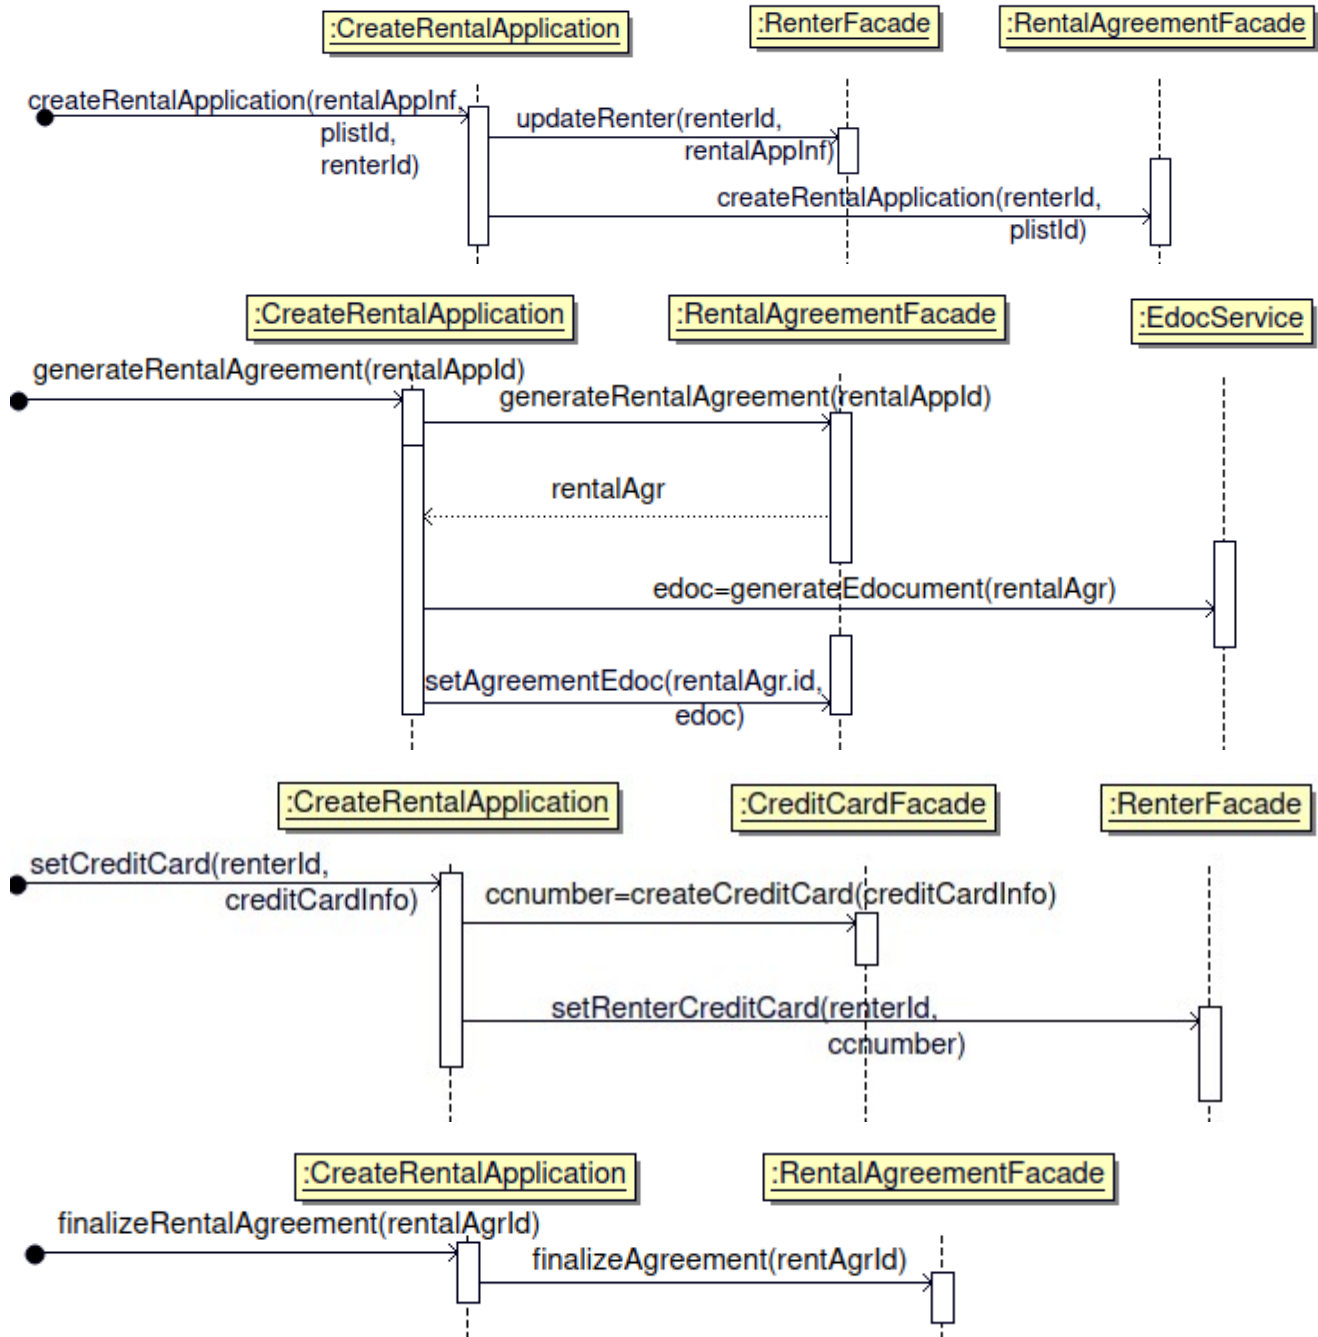 :CreateRentalApplication
:RenterFacade
:RentalAgreementFacade
createRentalApplication(rentalAppInf,
plistId,
renterId)
updateRenter(renterId,
rentalAppInf)
createRentalApplication(renterId,
plistId)
:CreateRentalApplication
:RentalAgreementFacade
:EdocService
generateRentalAgreement(rentalAppId)
generateRentalAgreement(rentalAppId)
rentalAgr
edoc=generateEdocument(rentalAgr)
setAgreementEdoc(rentalAgr.id,
edoc)
:CreateRentalApplication
:CreditCardFacade
:RenterFacade
setCreditCard(renterId,
creditCardInfo)
ccnumber=createCreditCard(creditCardInfo)
setRenterCreditCard(renterId,
ccnumber)
:CreateRentalApplication
:RentalAgreementFacade
finalizeRentalAgreement(rentalAgrId)
finalizeAgreement(rentAgrId)